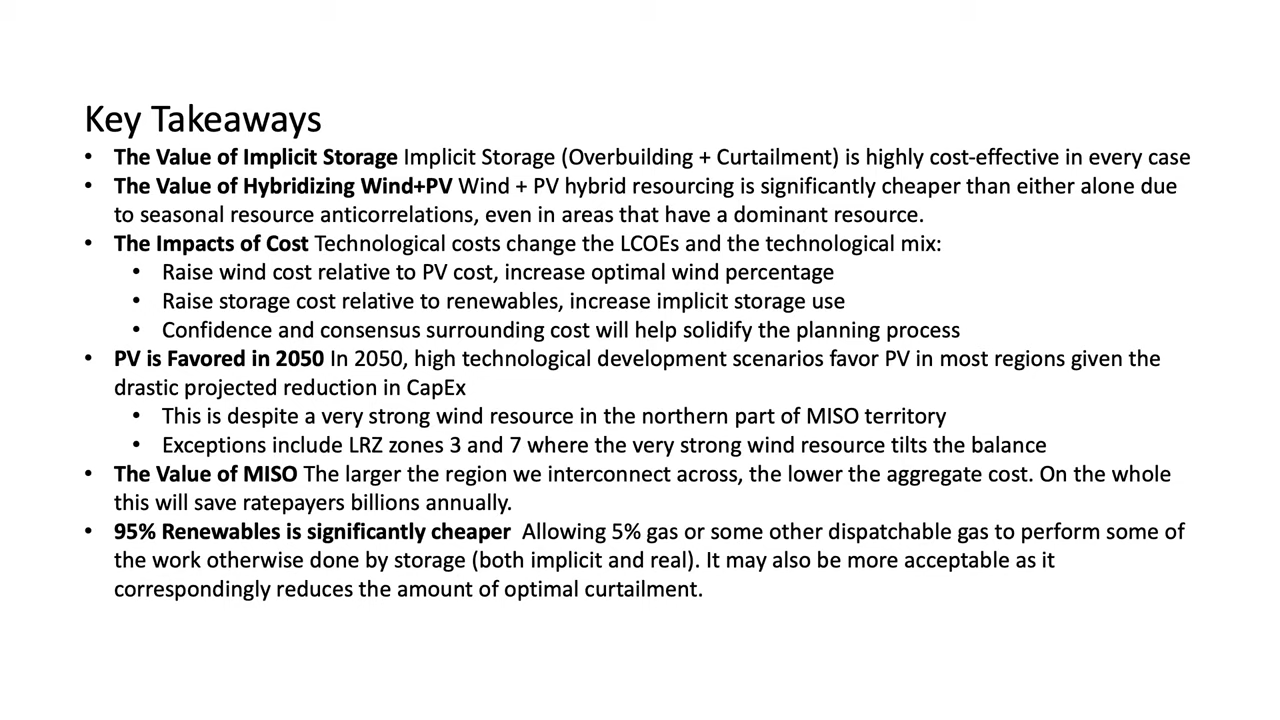 Key Takeaways
• The Value of Implicit Storage Implicit Storage (Overbuilding + Curtailment) is highly cost-effective in every case
• The Value of Hybridizing Wind+PV Wind + PV hybrid resourcing is significantly cheaper than either alone due
to seasonal resource anticorrelations, even in areas that have a dominant resource.
• The Impacts of Cost Technological costs change the LCOEs and the technological mix:
• Raise wind cost relative to PV cost, increase optimal wind percentage
• Raise storage cost relative to renewables, increase implicit storage use
• Confidence and consensus surrounding cost will help solidify the planning process
• PV is Favored in 2050 In 2050, high technological development scenarios favor PV in most regions given the
drastic projected reduction in CapEx
• This is despite a very strong wind resource in the northern part of MISO territory
• Exceptions include LRZ zones 3 and 7 where the very strong wind resource tilts the balance
• The Value of MISO The larger the region we interconnect across, the lower the aggregate cost. On the whole
this will save ratepayers billions annually.
• 95% Renewables is significantly cheaper  Allowing 5% gas or some other dispatchable gas to perform some of
the work otherwise done by storage (both implicit and real). It may also be more acceptable as it
correspondingly reduces the amount of optimal curtailment.